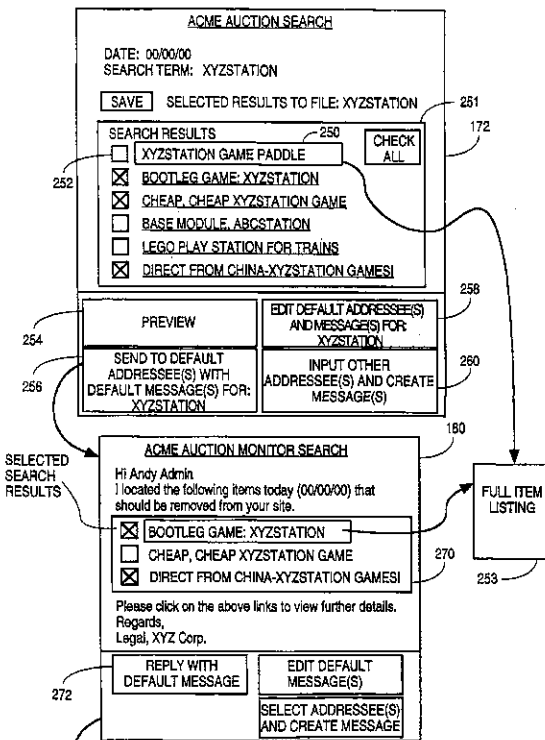 ACME AUCTION SEARCH
DATE: 00/00/00
SEARCH TERM: XYZSTATION
SAVE SELECTED RESULTS TO FILE: XYZSTATION
251
SEARCH RESULTS
250
CHECK
ALL
172
XYZSTATION GAME PADDLE
252
BOOTLEG GAME: XYZSTATION
CHEAP, CHEAP XYZSTATION GAME
BASE MODULE, ABCSTATION
LEGO PLAY STATION FOR TRAINS
DIRECT FROM CHINA-XYZSTATION GAMES!
258
254
PREVIEW
EDIT DEFAULT ADDRESSEE(S)
AND MESSAGE(S) FOR:
XYZSTATION
256
SEND TO DEFAULT
ADDRESSEE(S) WITH
DEFAULT MESSAGE(S) FOR:
XYZSTATION
INPUT OTHER
ADDRESSEE(S) AND CREATE
MESSAGE(S)
260
180
ACME AUCTION MONITOR SEARCH
SELECTED
SEARCH
RESULTS
Hi Andy Admin
I located the following items today (00/00/00) that
should be removed from your site.
BOOTLEG GAME: XYZSTATION
CHEAP, CHEAP XYZSTATION GAME
DIRECT FROM CHINA-XYZSTATION GAMES!
270
FULL ITEM
LISTING
253
Please click on the above links to view further details.
Regards,
Legal, XYZ Corp.
272
REPLY WITH
DEFAULT MESSAGE
EDIT DEFAULT
MESSAGE(S)
SELECT ADDRESSEE(S)
AND CREATE MESSAGE